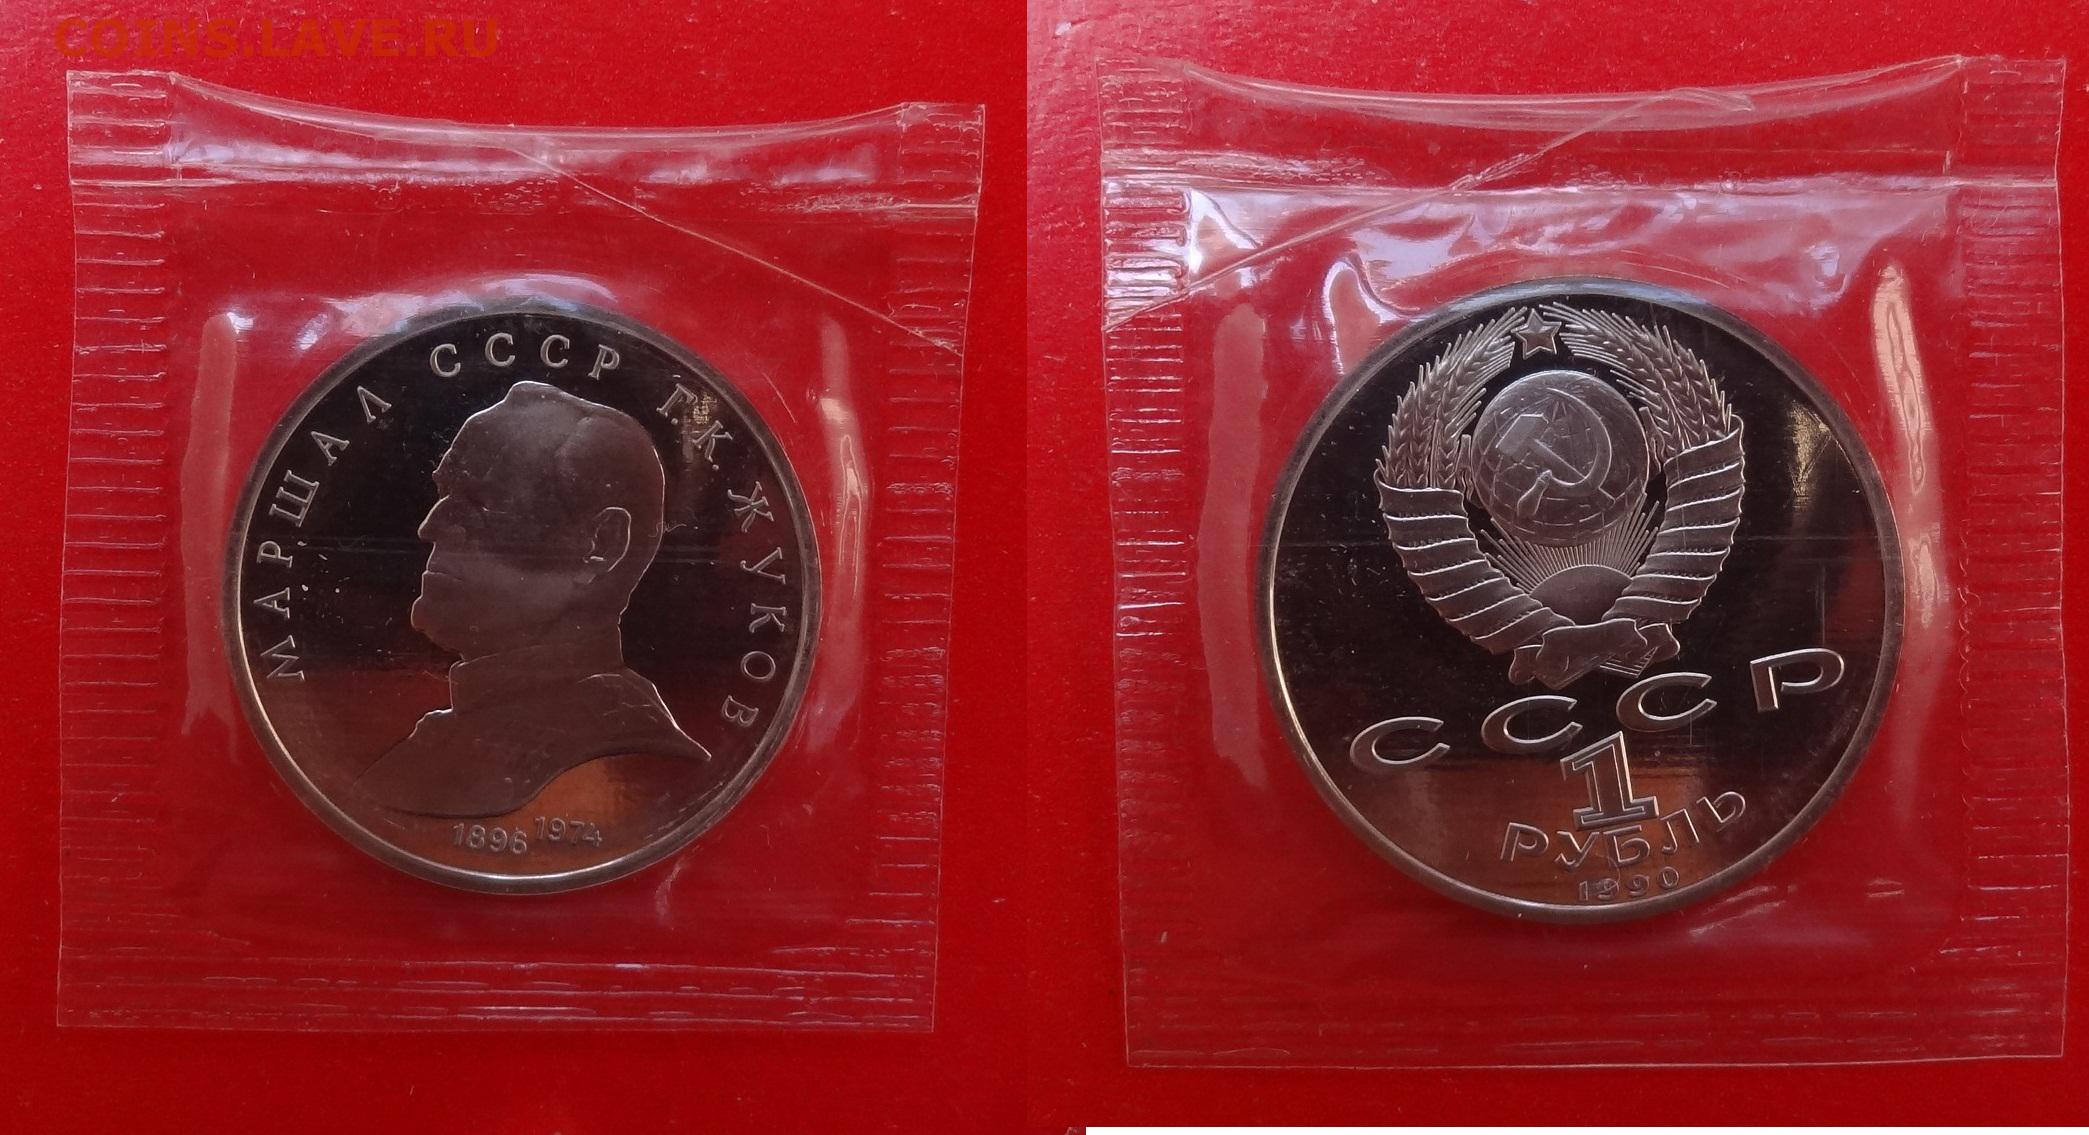 COINS.LAVE.RU
МАРШАЛ СССР Г.К. ЖУКОВ
1896 1974
СССР
1
РУБЛЬ
1990